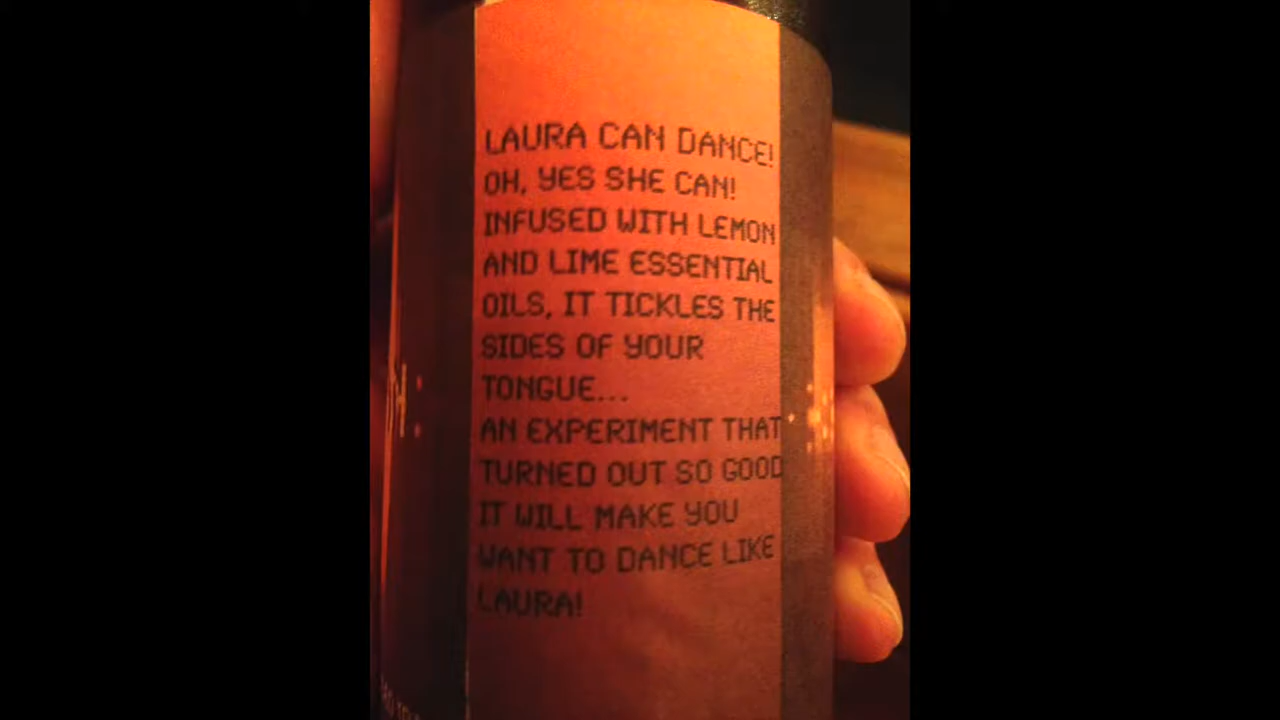 LAURA CAN DANCE!
OH, YES SHE CAN!
INFUSED WITH LEMON
AND LIME ESSENTIAL
OILS, IT TICKLES THE
SIDES OF YOUR
TONGUE...
AN EXPERIMENT THAT
TURNED OUT SO GOOD
IT WILL MAKE YOU
WANT TO DANCE LIKE
LAURA!